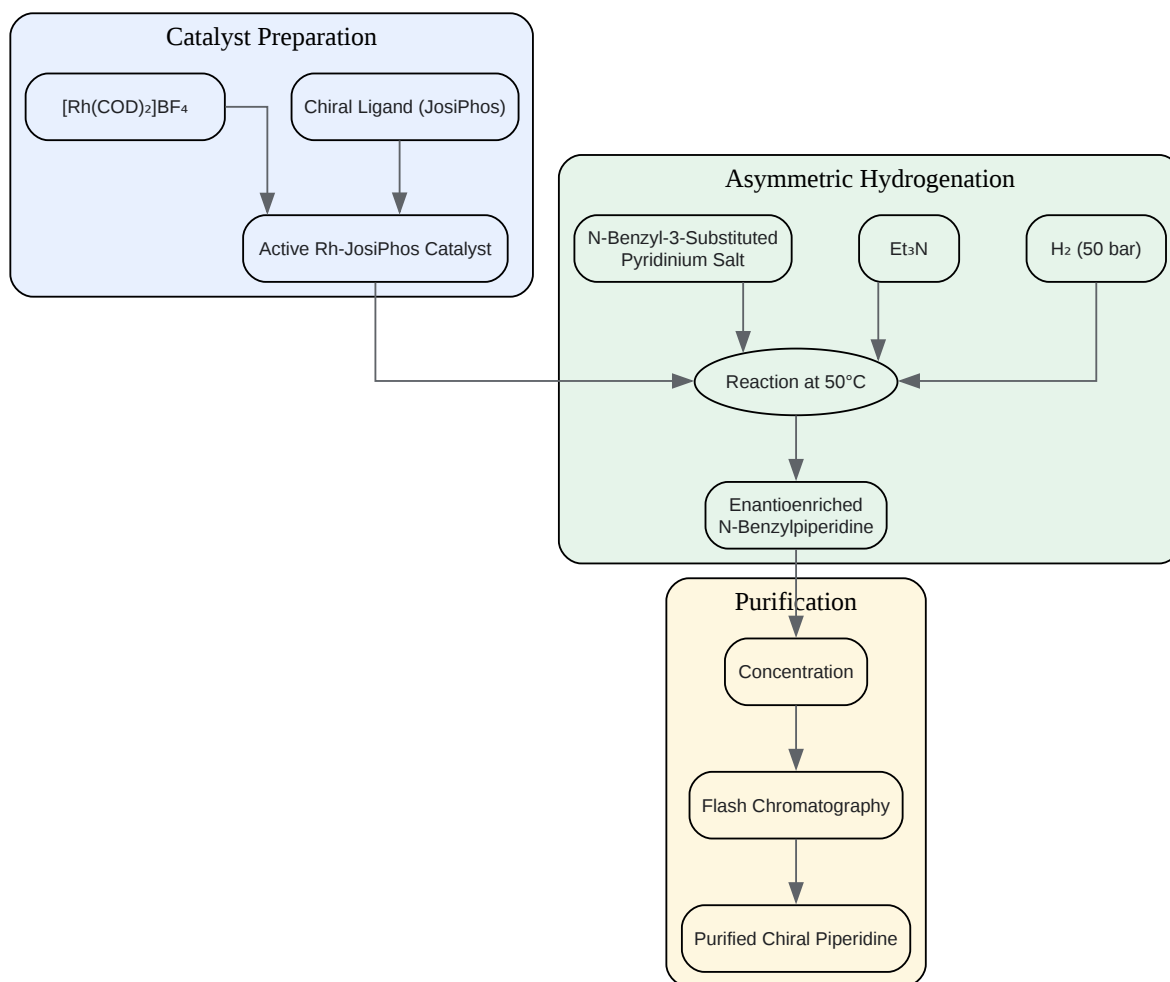 Catalyst Preparation
[Rh(COD)₂]BF₄
Chiral Ligand (JosiPhos)
Active Rh-JosiPhos Catalyst
Asymmetric Hydrogenation
N-Benzyl-3-Substituted
Pyridinium Salt
Et₃N
H₂ (50 bar)
Reaction at 50°C
Enantioenriched
N-Benzylpiperidine
Purification
Concentration
Flash Chromatography
Purified Chiral Piperidine